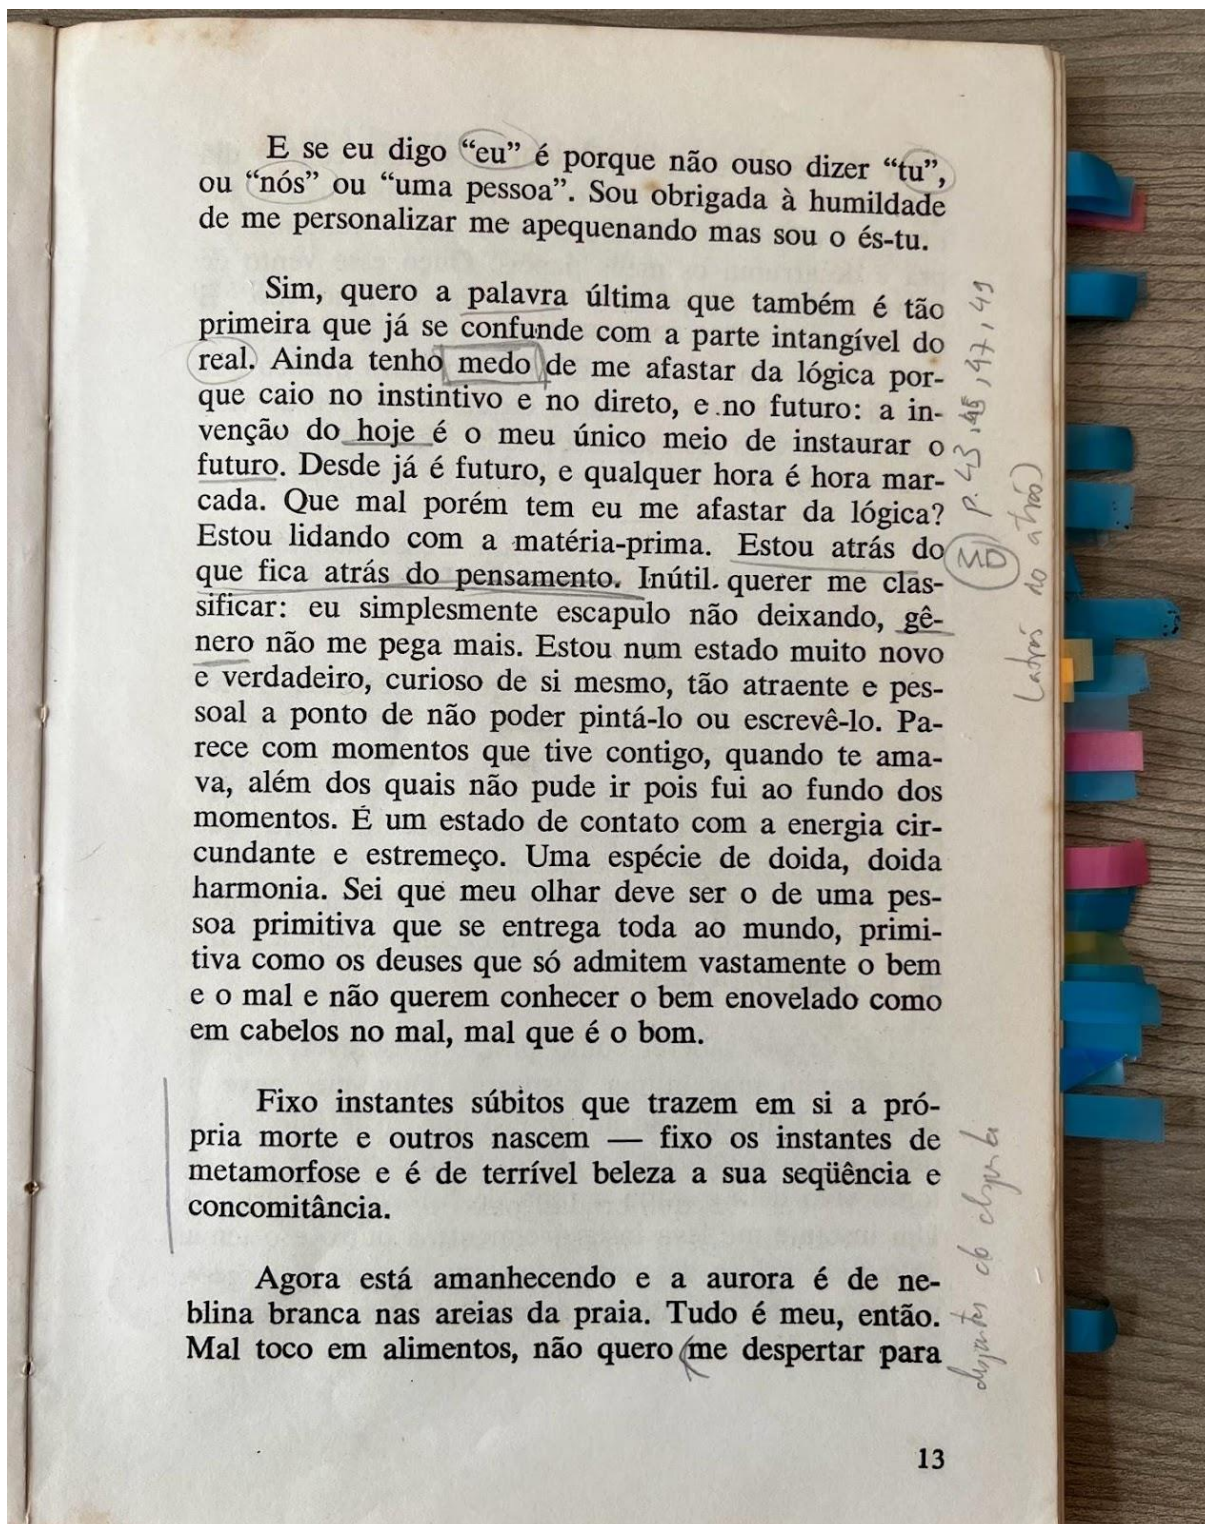 E se eu digo “eu” é porque não ouso dizer “tu”,
ou “nós” ou “uma pessoa”. Sou obrigada à humildade
de me personalizar me apequenando mas sou o és-tu.
Sim, quero a palavra última que também é tão
primeira que já se confunde com a parte intangível do
real. Ainda tenho medo de me afastar da lógica por-
que caio no instintivo e no direto, e no futuro: a in-
venção do hoje é o meu único meio de instaurar o
futuro. Desde já é futuro, e qualquer hora é hora mar-
cada. Que mal porém tem eu me afastar da lógica?
Estou lidando com a matéria-prima. Estou atrás do
que fica atrás do pensamento. Inútil querer me clas-
sificar: eu simplesmente escapulo não deixando, gê-
nero não me pega mais. Estou num estado muito novo
e verdadeiro, curioso de si mesmo, tão atraente e pes-
soal a ponto de não poder pintá-lo ou escrevê-lo. Pa-
rece com momentos que tive contigo, quando te ama-
va, além dos quais não pude ir pois fui ao fundo dos
momentos. É um estado de contato com a energia cir-
cundante e estremeço. Uma espécie de doida, doida
harmonia. Sei que meu olhar deve ser o de uma pes-
soa primitiva que se entrega toda ao mundo, primi-
tiva como os deuses que só admitem vastamente o bem
e o mal e não querem conhecer o bem enovelado como
em cabelos no mal, mal que é o bom.
Fixo instantes súbitos que trazem em si a pró-
pria morte e outros nascem — fixo os instantes de
metamorfose e é de terrível beleza a sua seqüência e
concomitância.
Agora está amanhecendo e a aurora é de ne-
blina branca nas areias da praia. Tudo é meu, então.
Mal toco em alimentos, não quero me despertar para
13
p. 43, 45, 47, 49
(atrás do atrás)